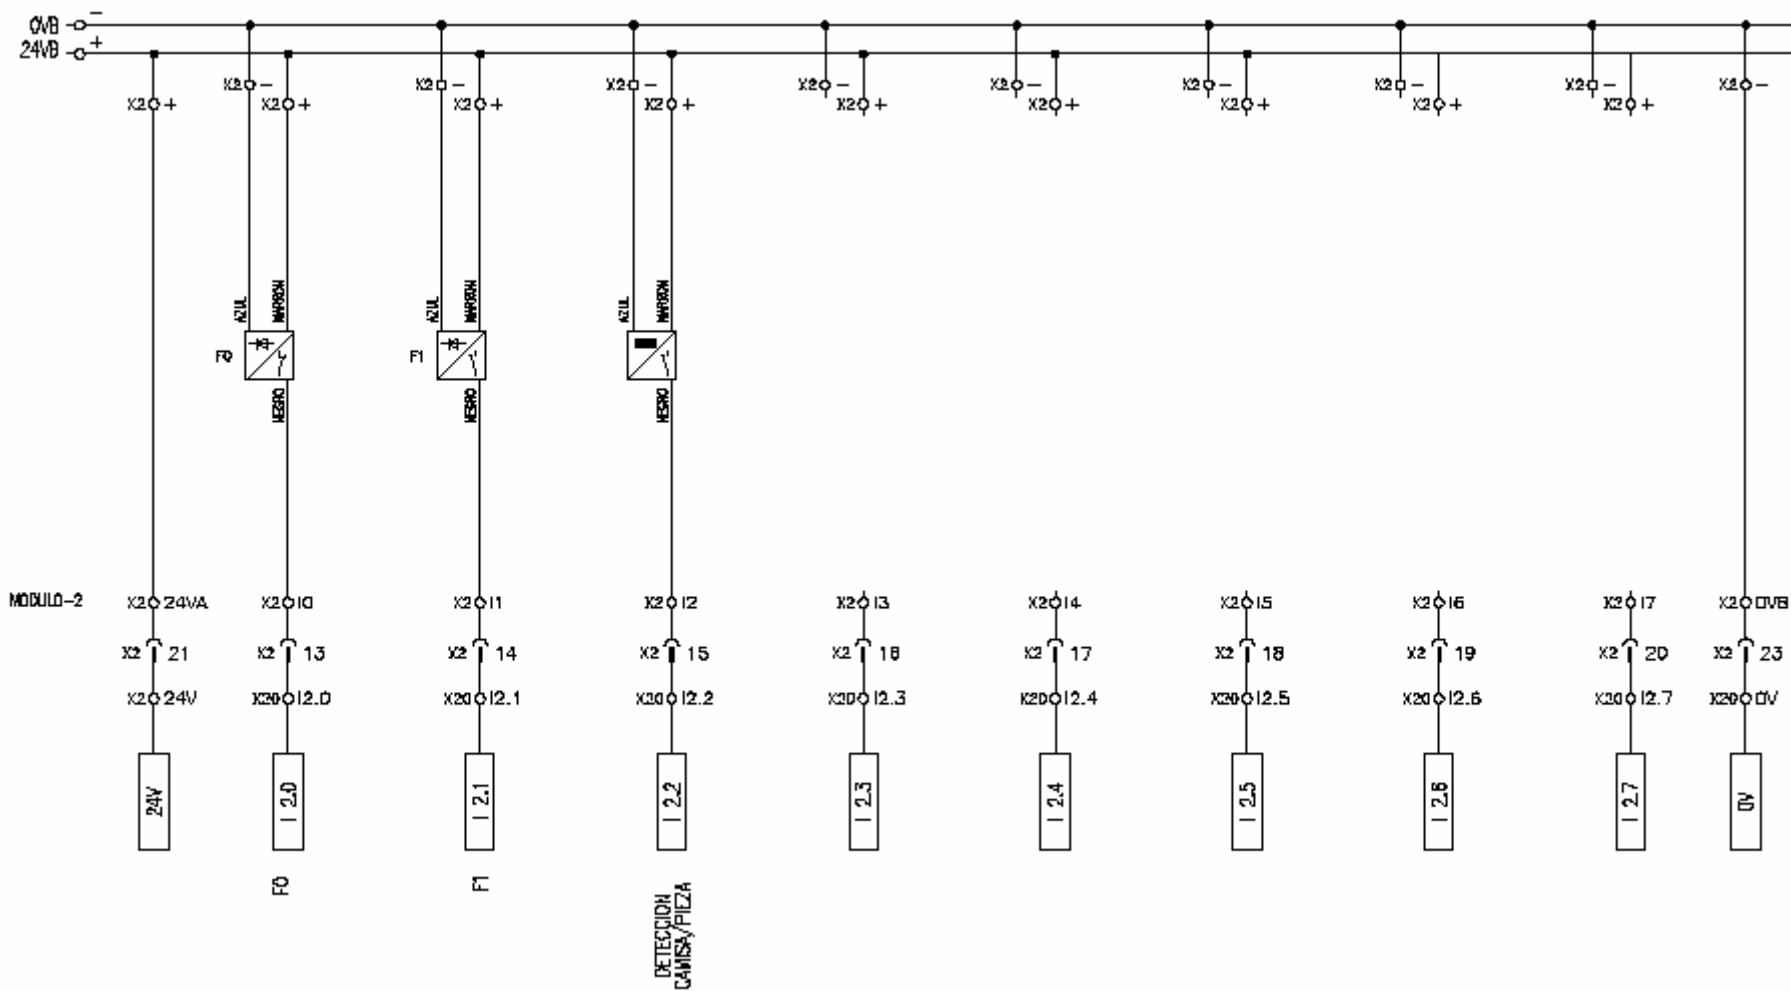 0VB -
24VB +
X2 -
X2 -
X2 -
X2 -
X2 -
X2 -
X2 -
X2 -
X2 -
X2 +
X2 +
X2 +
X2 +
X2 +
X2 +
X2 +
X2 +
X2 +
AZUL
MARRON
AZUL
MARRON
AZUL
MARRON
F0
F1
NEGRO
NEGRO
NEGRO
MODULO-2
X2 24VA
X2 I0
X2 I1
X2 I2
X2 I3
X2 I4
X2 I5
X2 I6
X2 I7
X2 0VB
X2 21
X2 13
X2 14
X2 15
X2 16
X2 17
X2 18
X2 19
X2 20
X2 23
X2 24V
X20 I2.0
X20 I2.1
X20 I2.2
X20 I2.3
X20 I2.4
X20 I2.5
X20 I2.6
X20 I2.7
X20 0V
24V
I 2.0
I 2.1
I 2.2
I 2.3
I 2.4
I 2.5
I 2.6
I 2.7
0V
F0
F1
DETECCION
CAMISA/PIEZA